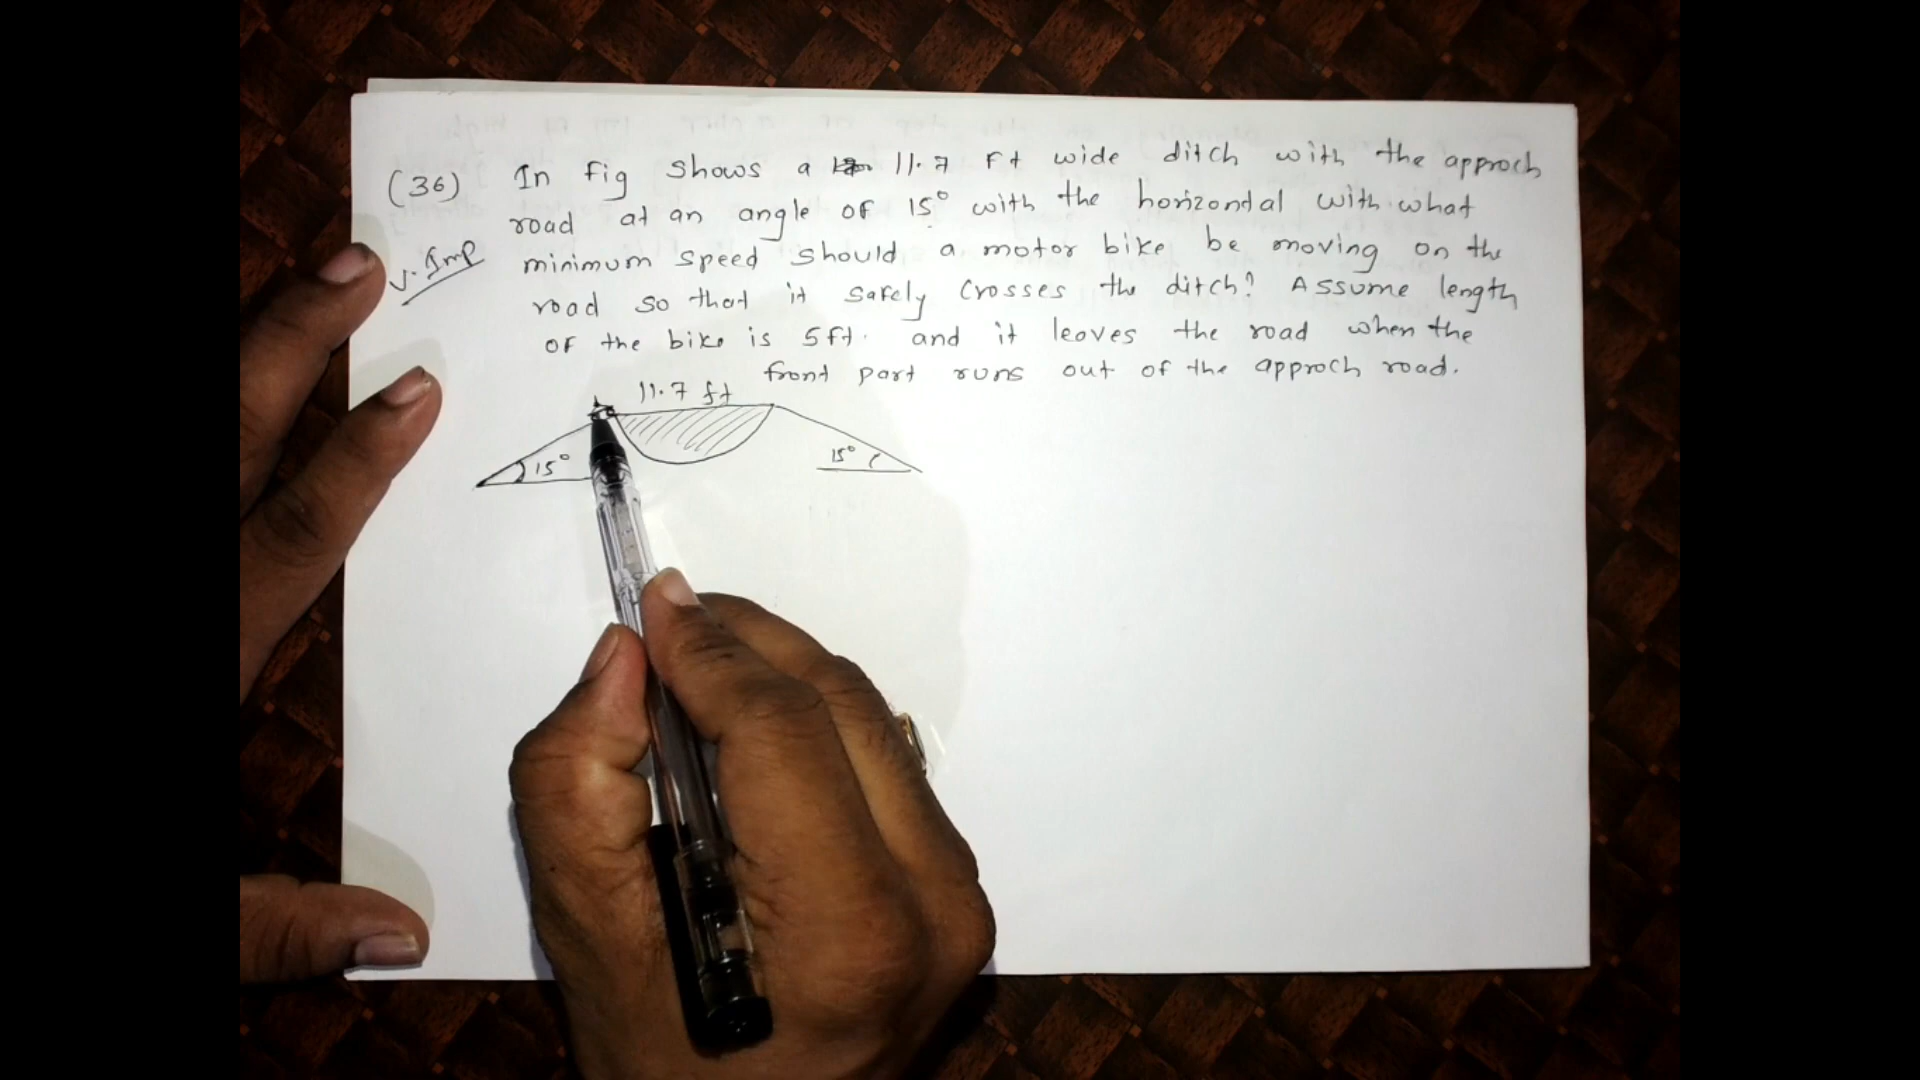 (36) In fig shows a 11.7 Ft wide ditch with the approch
road at an angle of 15° with the horizontal with what
v. Imp
minimum speed should a motor bike be moving on the
road so that it safely crosses the ditch? Assume length
of the bike is 5ft. and it leaves the road when the
front part runs out of the approch road.
11.7 ft
15°
15°